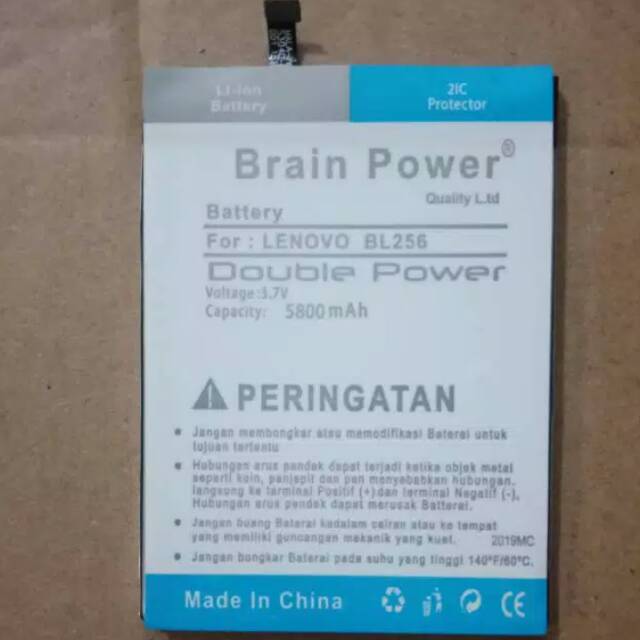 Li-ion
Battery
2IC
Protector
Brain Power®
Quality L.td
Battery
For : LENOVO BL256
Double Power
Voltage:3.7V
Capacity: 5800mAh
PERINGATAN
• Jangan membongkar atau memodifikasi Baterai untuk
tujuan tertentu
• Hubungan arus pendek dapat terjadi ketika objek metal
seperti koin, panjepit dan pen menyebabkan hubungan.
langsung ke terminal Positif (+)dan terminal Negatif (-),
Hubungan arus pendek dapat merusak Batterai.
• Jangan buang Batterai kedalam cairan atau ke tempat
yang memiliki guncangan mekanik yang kuat.
2019MC
• Jangan bongkar Baterai pada suhu yang tinggi 140°F/60°C.
Made In China
CE